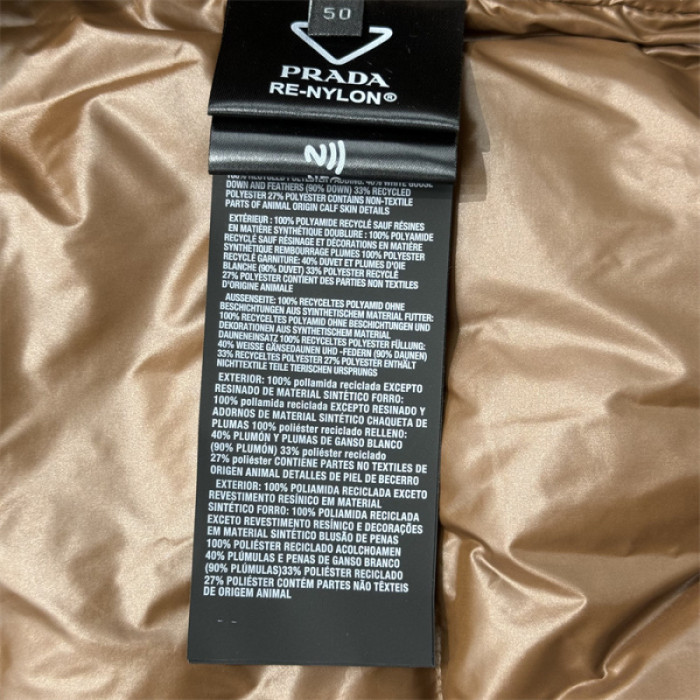 50
PRADA
RE-NYLON®
100% RECYCLED POLYESTER PADDING: 40% WHITE GOOSE
DOWN AND FEATHERS (90% DOWN) 33% RECYCLED
POLYESTER 27% POLYESTER CONTAINS NON-TEXTILE
PARTS OF ANIMAL ORIGIN CALF SKIN DETAILS
EXTÉRIEUR : 100% POLYAMIDE RECYCLÉ SAUF RÉSINES
EN MATIÈRE SYNTHÉTIQUE DOUBLURE : 100% POLYAMIDE
RECYCLÉ SAUF RÉSINAGE ET DÉCORATIONS EN MATIÈRE
SYNTHÉTIQUE REMBOURRAGE PLUMES 100% POLYESTER
RECYCLÉ GARNITURE: 40% DUVET ET PLUMES D'OIE
BLANCHE (90% DUVET) 33% POLYESTER RECYCLÉ
27% POLYESTER CONTIENT DES PARTIES NON TEXTILES
D'ORIGINE ANIMALE
AUSSENSEITE: 100% RECYCELTES POLYAMID OHNE
BESCHICHTUNGEN AUS SYNTHETISCHEM MATERIAL FUTTER:
100% RECYCELTES POLYAMID OHNE BESCHICHTUNGEN UND
DEKORATIONEN AUS SYNTHETISCHEM MATERIAL
DAUNENEINSATZ 100% RECYCELTES POLYESTER FÜLLUNG:
40% WEISSE GÄNSEDAUNEN UHD -FEDERN (90% DAUNEN)
33% RECYCELTES POLYESTER 27% POLYESTER ENTHÄLT
NICHTTEXTILE TEILE TIERISCHEN URSPRUNGS
EXTERIOR: 100% poliamida reciclada EXCEPTO
RESINADO DE MATERIAL SINTÉTICO FORRO:
100% poliamida reciclada EXCEPTO RESINADO Y
ADORNOS DE MATERIAL SINTÉTICO CHAQUETA DE
PLUMAS 100% poliéster reciclado RELLENO:
40% PLUMÓN Y PLUMAS DE GANSO BLANCO
(90% PLUMÓN) 33% poliéster reciclado
27% poliéster CONTIENE PARTES NO TEXTILES DE
ORIGEN ANIMAL DETALLES DE PIEL DE BECERRO
EXTERIOR: 100% POLIAMIDA RECICLADA EXCETO
REVESTIMENTO RESÍNICO EM MATERIAL
SINTÉTICO FORRO: 100% POLIAMIDA RECICLADA
EXCETO REVESTIMENTO RESÍNICO E DECORAÇÕES
EM MATERIAL SINTÉTICO BLUSÃO DE PENAS
100% POLIÉSTER RECICLADO ACOLCHOAMEN
40% PLÚMULAS E PENAS DE GANSO BRANCO
(90% PLÚMULAS)33% POLIÉSTER RECICLADO
27% POLIÉSTER CONTÉM PARTES NÃO TÊXTEIS
DE ORIGEM ANIMAL